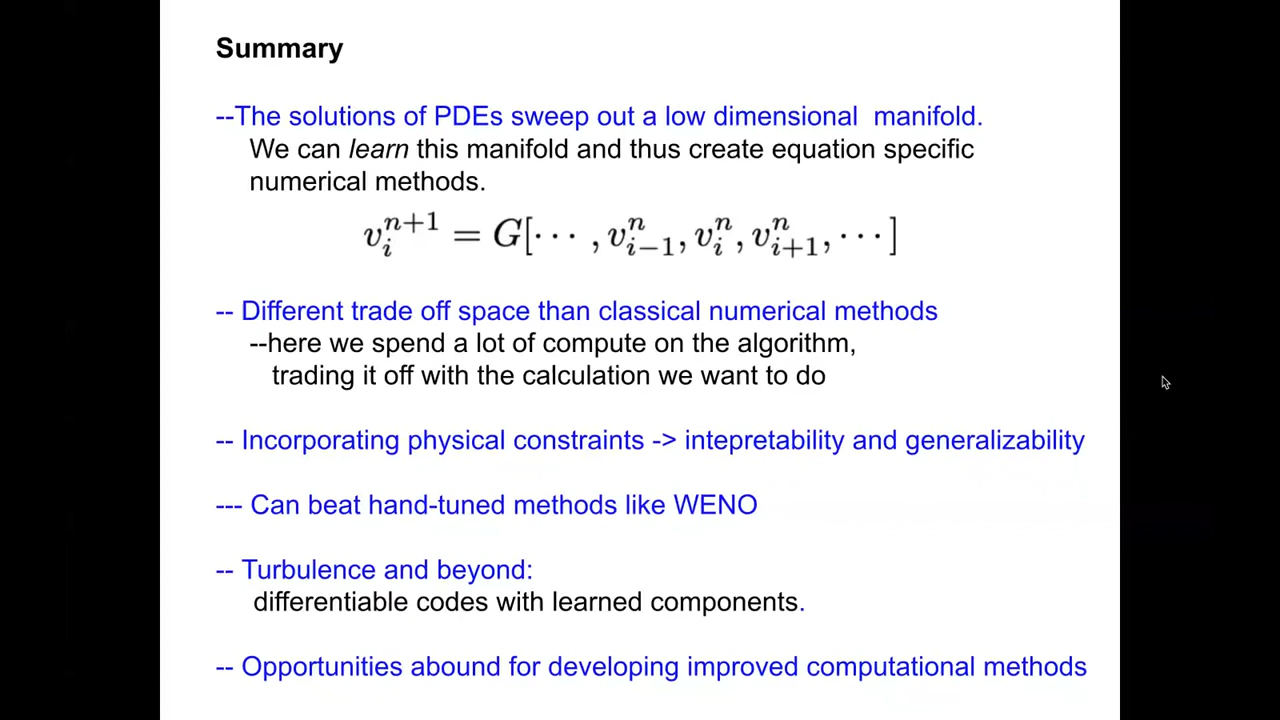 Summary
--The solutions of PDEs sweep out a low dimensional manifold.
We can learn this manifold and thus create equation specific
numerical methods.
v_i^{n+1} = G[⋯ , v_{i−1}^n, v_i^n, v_{i+1}^n, ⋯]
-- Different trade off space than classical numerical methods
--here we spend a lot of compute on the algorithm,
trading it off with the calculation we want to do
-- Incorporating physical constraints -> intepretability and generalizability
--- Can beat hand-tuned methods like WENO
-- Turbulence and beyond:
differentiable codes with learned components.
-- Opportunities abound for developing improved computational methods